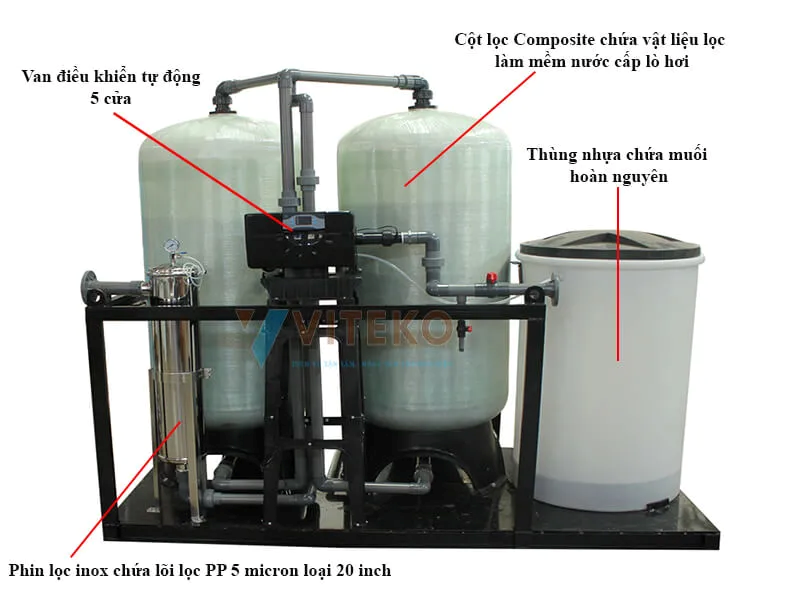 Cột lọc Composite chứa vật liệu lọc
làm mềm nước cấp lò hơi
Van điều khiển tự động
5 cửa
Thùng nhựa chứa muối
hoàn nguyên
VITEKO
Phin lọc inox chứa lõi lọc PP 5 micron loại 20 inch